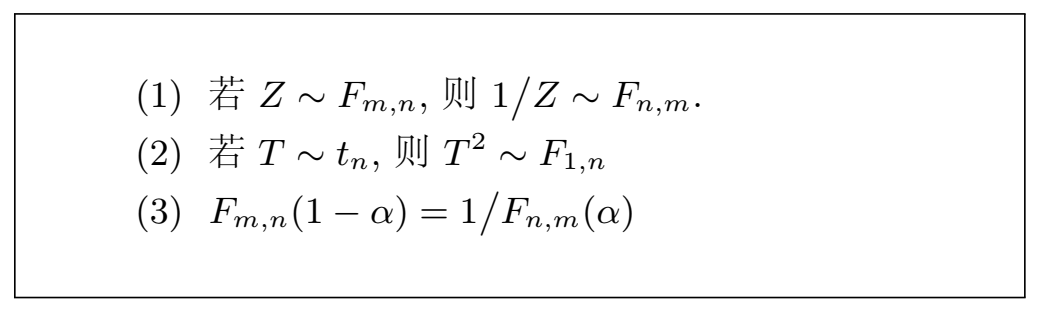 (1) 若 Z ∼ F_{m,n}, 则 1/Z ∼ F_{n,m}.
(2) 若 T ∼ t_n, 则 T^2 ∼ F_{1,n}
(3) F_{m,n}(1 − α) = 1/F_{n,m}(α)